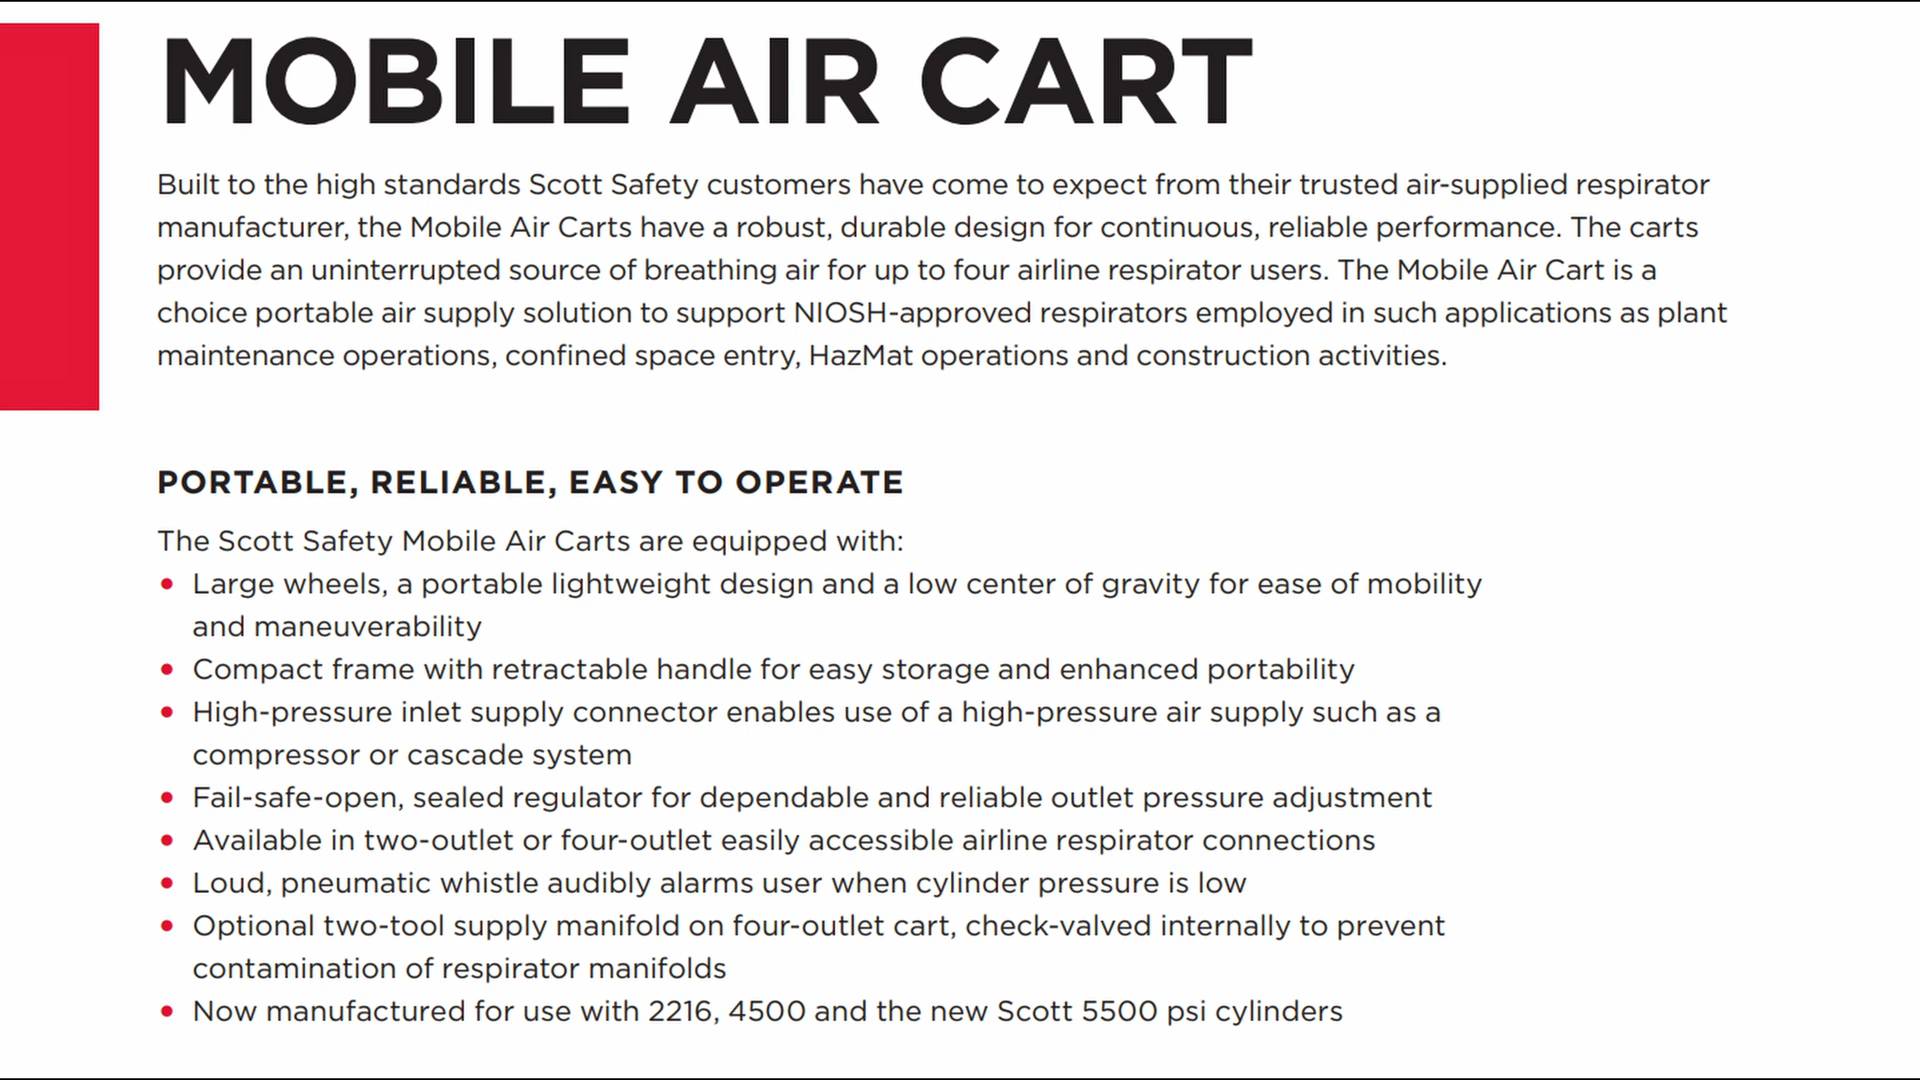 MOBILE AIR CART
Built to the high standards Scott Safety customers have come to expect from their trusted air-supplied respirator
manufacturer, the Mobile Air Carts have a robust, durable design for continuous, reliable performance. The carts
provide an uninterrupted source of breathing air for up to four airline respirator users. The Mobile Air Cart is a
choice portable air supply solution to support NIOSH-approved respirators employed in such applications as plant
maintenance operations, confined space entry, HazMat operations and construction activities.
PORTABLE, RELIABLE, EASY TO OPERATE
The Scott Safety Mobile Air Carts are equipped with:
• Large wheels, a portable lightweight design and a low center of gravity for ease of mobility
and maneuverability
• Compact frame with retractable handle for easy storage and enhanced portability
• High-pressure inlet supply connector enables use of a high-pressure air supply such as a
compressor or cascade system
• Fail-safe-open, sealed regulator for dependable and reliable outlet pressure adjustment
• Available in two-outlet or four-outlet easily accessible airline respirator connections
• Loud, pneumatic whistle audibly alarms user when cylinder pressure is low
• Optional two-tool supply manifold on four-outlet cart, check-valved internally to prevent
contamination of respirator manifolds
• Now manufactured for use with 2216, 4500 and the new Scott 5500 psi cylinders